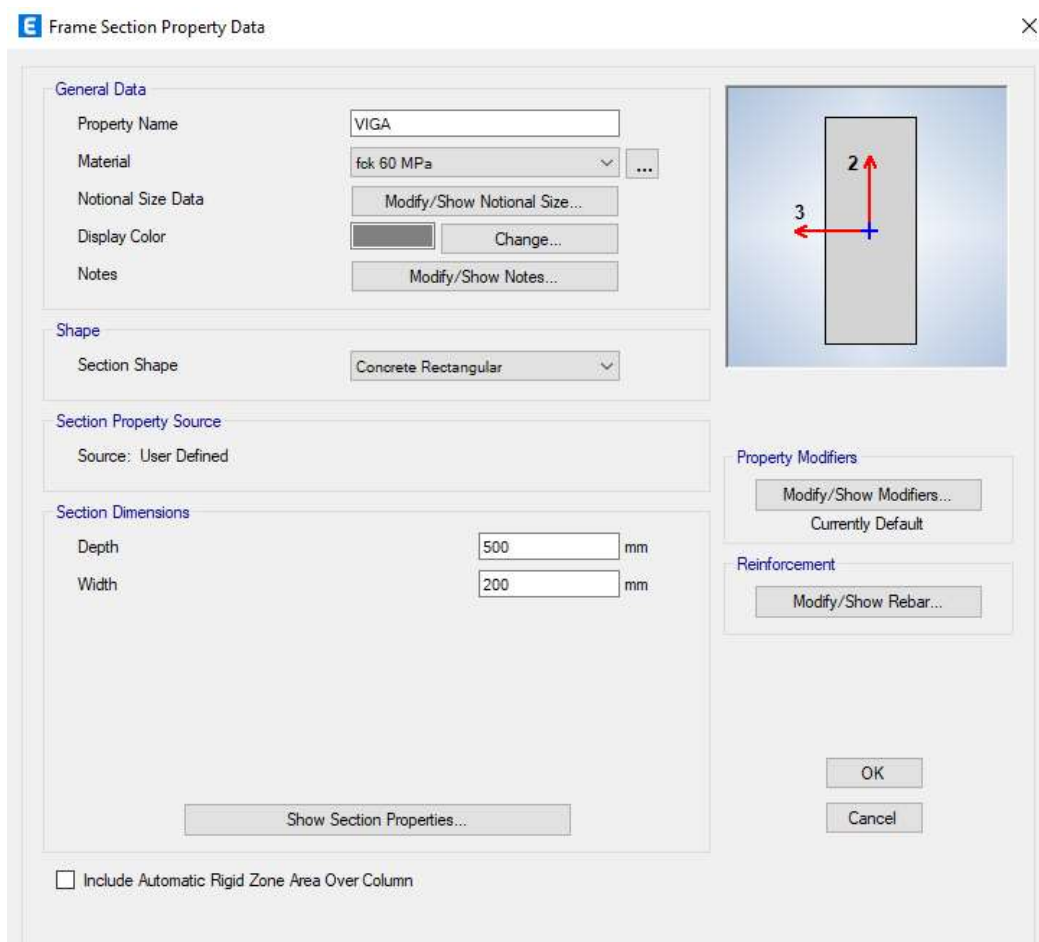 E Frame Section Property Data
General Data
Property Name VIGA
Material fck 60 MPa ...
Notional Size Data Modify/Show Notional Size...
Display Color Change...
Notes Modify/Show Notes...
Shape
Section Shape Concrete Rectangular
Section Property Source
Source: User Defined
Section Dimensions
Depth 500 mm
Width 200 mm
Show Section Properties...
Include Automatic Rigid Zone Area Over Column
2
3
Property Modifiers
Modify/Show Modifiers...
Currently Default
Reinforcement
Modify/Show Rebar...
OK
Cancel